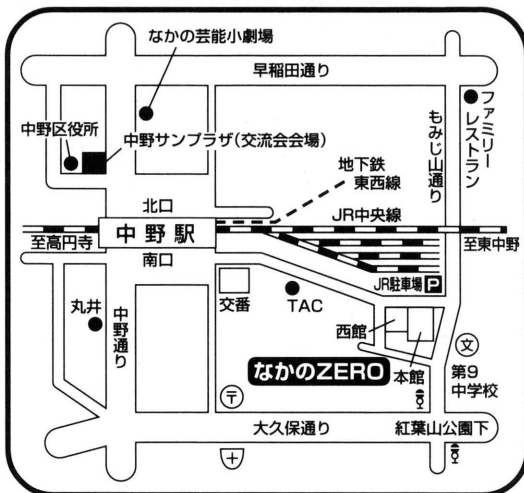 なかの芸能小劇場
早稲田通り
中野区役所
中野サンプラザ(交流会会場)
もみじ山通り
ファミリー
レストラン
地下鉄
東西線
北口
JR中央線
至高円寺
中野駅
至東中野
南口
JR駐車場 P
丸井
中野通り
交番
TAC
西館
本館
なかのZERO
文
第9
中学校
〒
大久保通り
紅葉山公園下